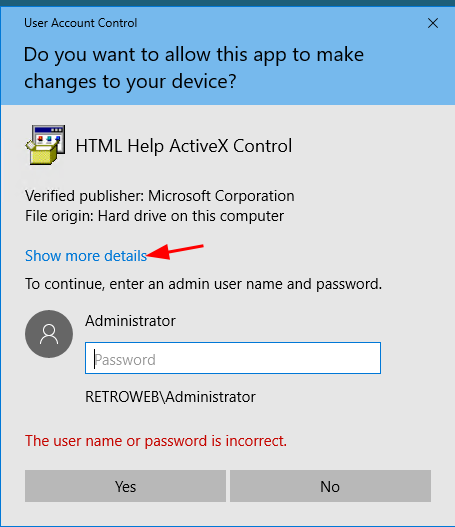 User Account Control
Do you want to allow this app to make
changes to your device?
HTML Help ActiveX Control
Verified publisher: Microsoft Corporation
File origin: Hard drive on this computer
Show more details
To continue, enter an admin user name and password.
Administrator
Password
RETROWEB\Administrator
The user name or password is incorrect.
Yes
No